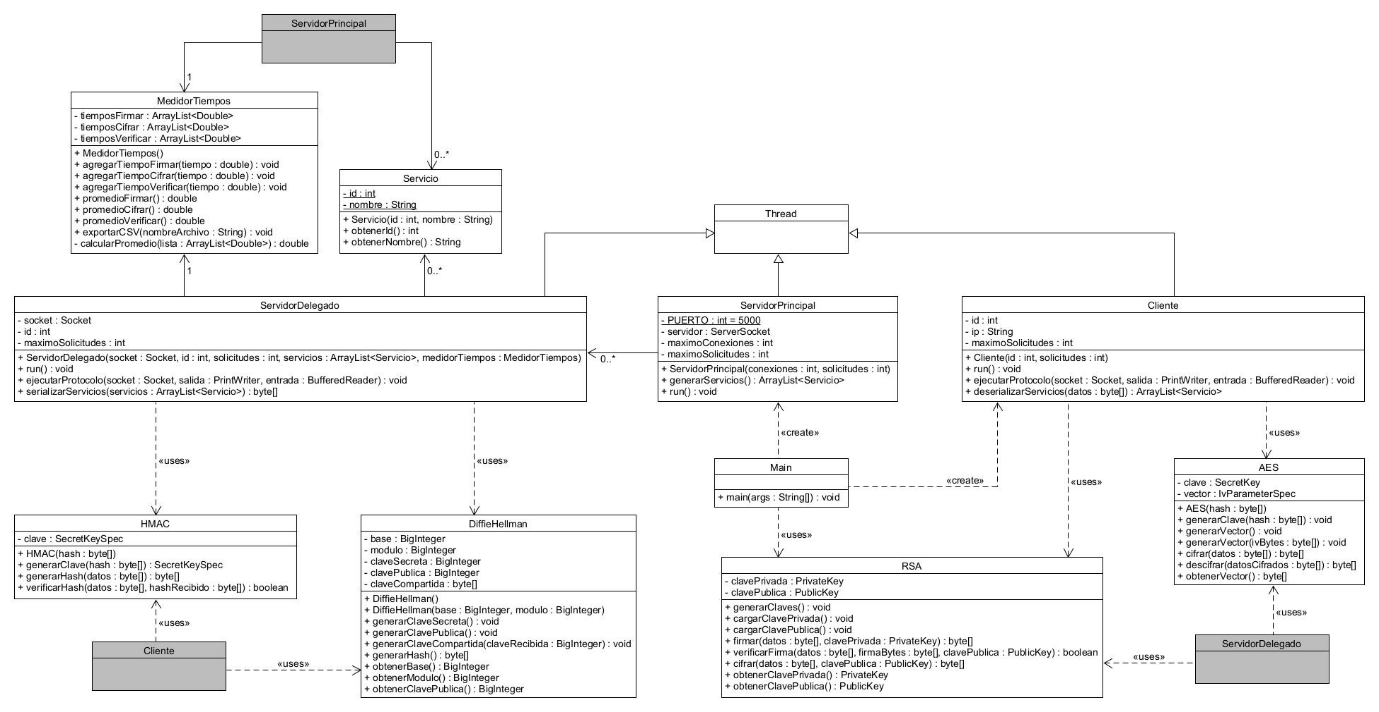 ServidorPrincipal
1
0..*
MedidorTiempos
- tiemposFirmar : ArrayList<Double>
- tiemposCifrar : ArrayList<Double>
- tiemposVerificar : ArrayList<Double>
+ MedidorTiempos()
+ agregarTiempoFirmar(tiempo : double) : void
+ agregarTiempoCifrar(tiempo : double) : void
+ agregarTiempoVerificar(tiempo : double) : void
+ promedioFirmar() : double
+ promedioCifrar() : double
+ promedioVerificar() : double
+ exportarCSV(nombreArchivo : String) : void
- calcularPromedio(lista : ArrayList<Double>) : double
Servicio
- id : int
- nombre : String
+ Servicio(id : int, nombre : String)
+ obtenerId() : int
+ obtenerNombre() : String
Thread
1
0..*
ServidorDelegado
- socket : Socket
- id : int
- maximoSolicitudes : int
+ ServidorDelegado(socket : Socket, id : int, solicitudes : int, servicios : ArrayList<Servicio>, medidorTiempos : MedidorTiempos)
+ run() : void
+ ejecutarProtocolo(socket : Socket, salida : PrintWriter, entrada : BufferedReader) : void
+ serializarServicios(servicios : ArrayList<Servicio>) : byte[]
0..*
ServidorPrincipal
- PUERTO : int = 5000
- servidor : ServerSocket
- maximoConexiones : int
- maximoSolicitudes : int
+ ServidorPrincipal(conexiones : int, solicitudes : int)
+ generarServicios() : ArrayList<Servicio>
+ run() : void
Cliente
- id : int
- ip : String
- maximoSolicitudes : int
+ Cliente(id : int, solicitudes : int)
+ run() : void
+ ejecutarProtocolo(socket : Socket, salida : PrintWriter, entrada : BufferedReader) : void
+ deserializarServicios(datos : byte[]) : ArrayList<Servicio>
«uses»
«uses»
«create»
«create»
«uses»
«uses»
Main
+ main(args : String[]) : void
«uses»
HMAC
- clave : SecretKeySpec
+ HMAC(hash : byte[])
+ generarClave(hash : byte[]) : SecretKeySpec
+ generarHash(datos : byte[]) : byte[]
+ verificarHash(datos : byte[], hashRecibido : byte[]) : boolean
«uses»
Cliente
«uses»
DiffieHellman
- base : BigInteger
- modulo : BigInteger
- claveSecreta : BigInteger
- clavePublica : BigInteger
- claveCompartida : byte[]
+ DiffieHellman()
+ DiffieHellman(base : BigInteger, modulo : BigInteger)
+ generarClaveSecreta() : void
+ generarClavePublica() : void
+ generarClaveCompartida(claveRecibida : BigInteger) : void
+ generarHash() : byte[]
+ obtenerBase() : BigInteger
+ obtenerModulo() : BigInteger
+ obtenerClavePublica() : BigInteger
RSA
- clavePrivada : PrivateKey
- clavePublica : PublicKey
+ generarClaves() : void
+ cargarClavePrivada() : void
+ cargarClavePublica() : void
+ firmar(datos : byte[], clavePrivada : PrivateKey) : byte[]
+ verificarFirma(datos : byte[], firmaBytes : byte[], clavePublica : PublicKey) : boolean
+ cifrar(datos : byte[], clavePublica : PublicKey) : byte[]
+ obtenerClavePrivada() : PrivateKey
+ obtenerClavePublica() : PublicKey
AES
- clave : SecretKey
- vector : IvParameterSpec
+ AES(hash : byte[])
+ generarClave(hash : byte[]) : void
+ generarVector() : void
+ generarVector(ivBytes : byte[]) : void
+ cifrar(datos : byte[]) : byte[]
+ descifrar(datosCifrados : byte[]) : byte[]
+ obtenerVector() : byte[]
«uses»
ServidorDelegado
«uses»